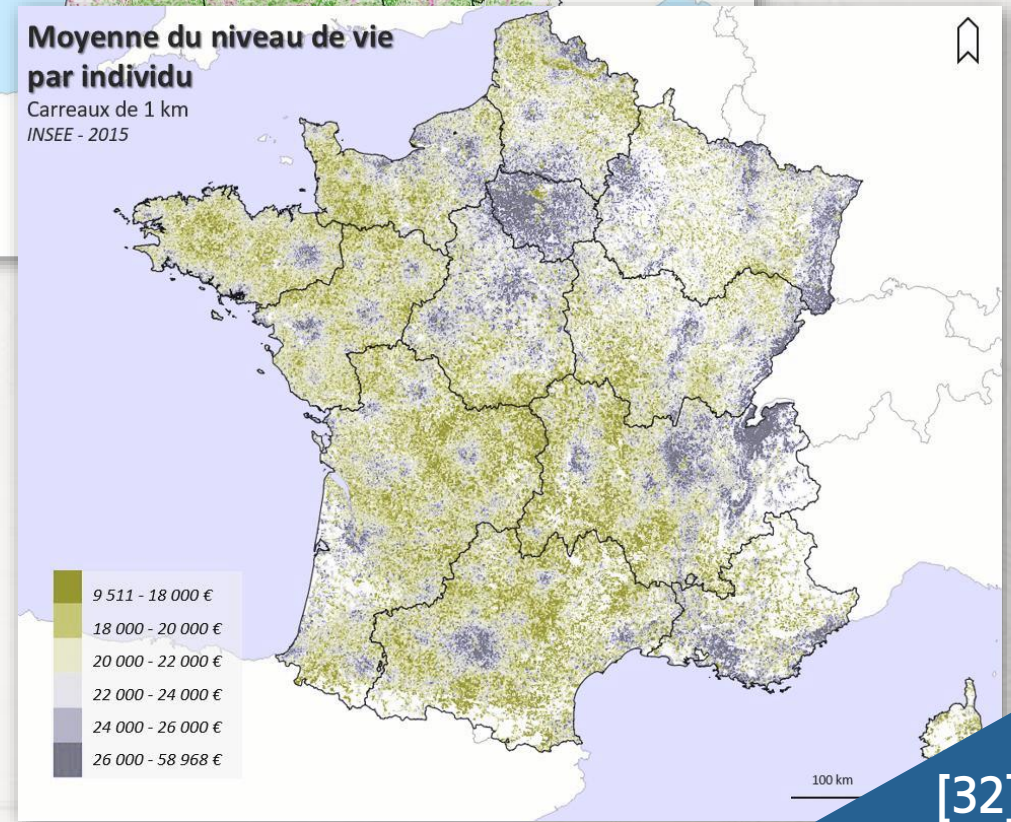 Moyenne du niveau de vie
par individu
Carreaux de 1 km
INSEE - 2015
9 511 - 18 000 €
18 000 - 20 000 €
20 000 - 22 000 €
22 000 - 24 000 €
24 000 - 26 000 €
26 000 - 58 968 €
100 km
[32]